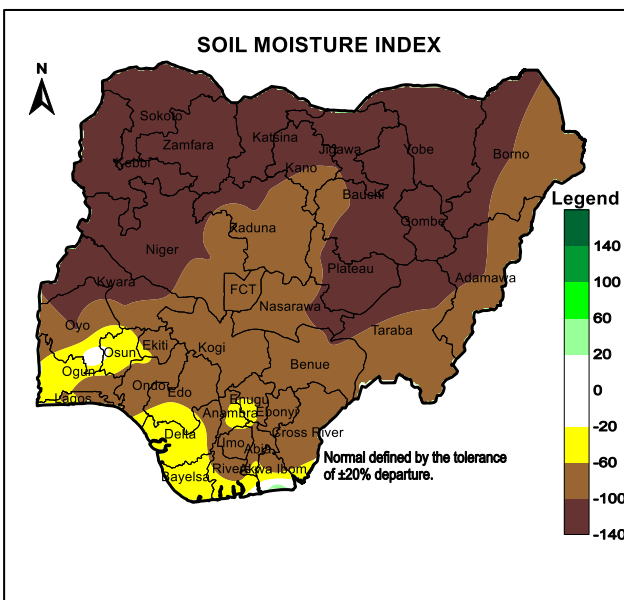 SOIL MOISTURE INDEX
N
Sokoto
Zamfara
Katsina
Jigawa
Yobe
Borno
Kebbi
Kano
Bauchi
Gombe
Kaduna
Niger
Plateau
Adamawa
Kwara
FCT
Nasarawa
Taraba
Oyo
Osun
Ekiti
Kogi
Benue
Ogun
Ondo
Edo
Lagos
Enugu
Anambra
Ebonyi
Delta
Imo
Abia
Cross River
Bayelsa
Rivers
Akwa Ibom
Normal defined by the tolerance
of ±20% departure.
Legend
140
100
60
20
0
-20
-60
-100
-140